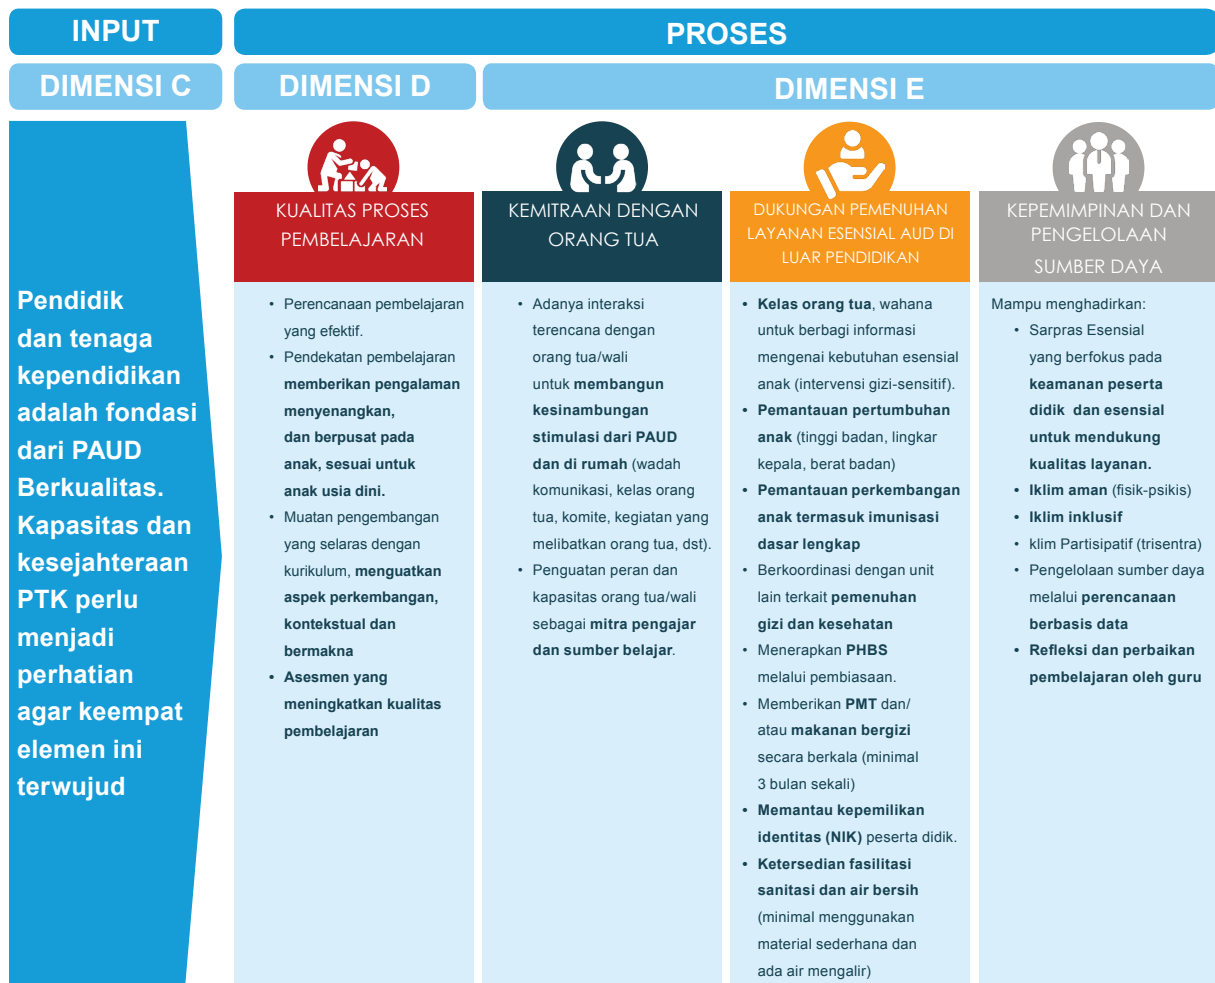 INPUT
PROSES
DIMENSI C
DIMENSI D
DIMENSI E
Pendidik
dan tenaga
kependidikan
adalah fondasi
dari PAUD
Berkualitas.
Kapasitas dan
kesejahteraan
PTK perlu
menjadi
perhatian
agar keempat
elemen ini
terwujud
KUALITAS PROSES
PEMBELAJARAN
• Perencanaan pembelajaran
yang efektif.
• Pendekatan pembelajaran
memberikan pengalaman
menyenangkan,
dan berpusat pada
anak, sesuai untuk
anak usia dini.
• Muatan pengembangan
yang selaras dengan
kurikulum, menguatkan
aspek perkembangan,
kontekstual dan
bermakna
• Asesmen yang
meningkatkan kualitas
pembelajaran
KEMITRAAN DENGAN
ORANG TUA
• Adanya interaksi
terencana dengan
orang tua/wali
untuk membangun
kesinambungan
stimulasi dari PAUD
dan di rumah (wadah
komunikasi, kelas orang
tua, komite, kegiatan yang
melibatkan orang tua, dst).
• Penguatan peran dan
kapasitas orang tua/wali
sebagai mitra pengajar
dan sumber belajar.
DUKUNGAN PEMENUHAN
LAYANAN ESENSIAL AUD DI
LUAR PENDIDIKAN
• Kelas orang tua, wahana
untuk berbagi informasi
mengenai kebutuhan esensial
anak (intervensi gizi-sensitif).
• Pemantauan pertumbuhan
anak (tinggi badan, lingkar
kepala, berat badan)
• Pemantauan perkembangan
anak termasuk imunisasi
dasar lengkap
• Berkoordinasi dengan unit
lain terkait pemenuhan
gizi dan kesehatan
• Menerapkan PHBS
melalui pembiasaan.
• Memberikan PMT dan/
atau makanan bergizi
secara berkala (minimal
3 bulan sekali)
• Memantau kepemilikan
identitas (NIK) peserta didik.
• Ketersedian fasilitasi
sanitasi dan air bersih
(minimal menggunakan
material sederhana dan
ada air mengalir)
KEPEMIMPINAN DAN
PENGELOLAAN
SUMBER DAYA
Mampu menghadirkan:
• Sarpras Esensial
yang berfokus pada
keamanan peserta
didik  dan esensial
untuk mendukung
kualitas layanan.
• Iklim aman (fisik-psikis)
• Iklim inklusif
• klim Partisipatif (trisentra)
• Pengelolaan sumber daya
melalui perencanaan
berbasis data
• Refleksi dan perbaikan
pembelajaran oleh guru